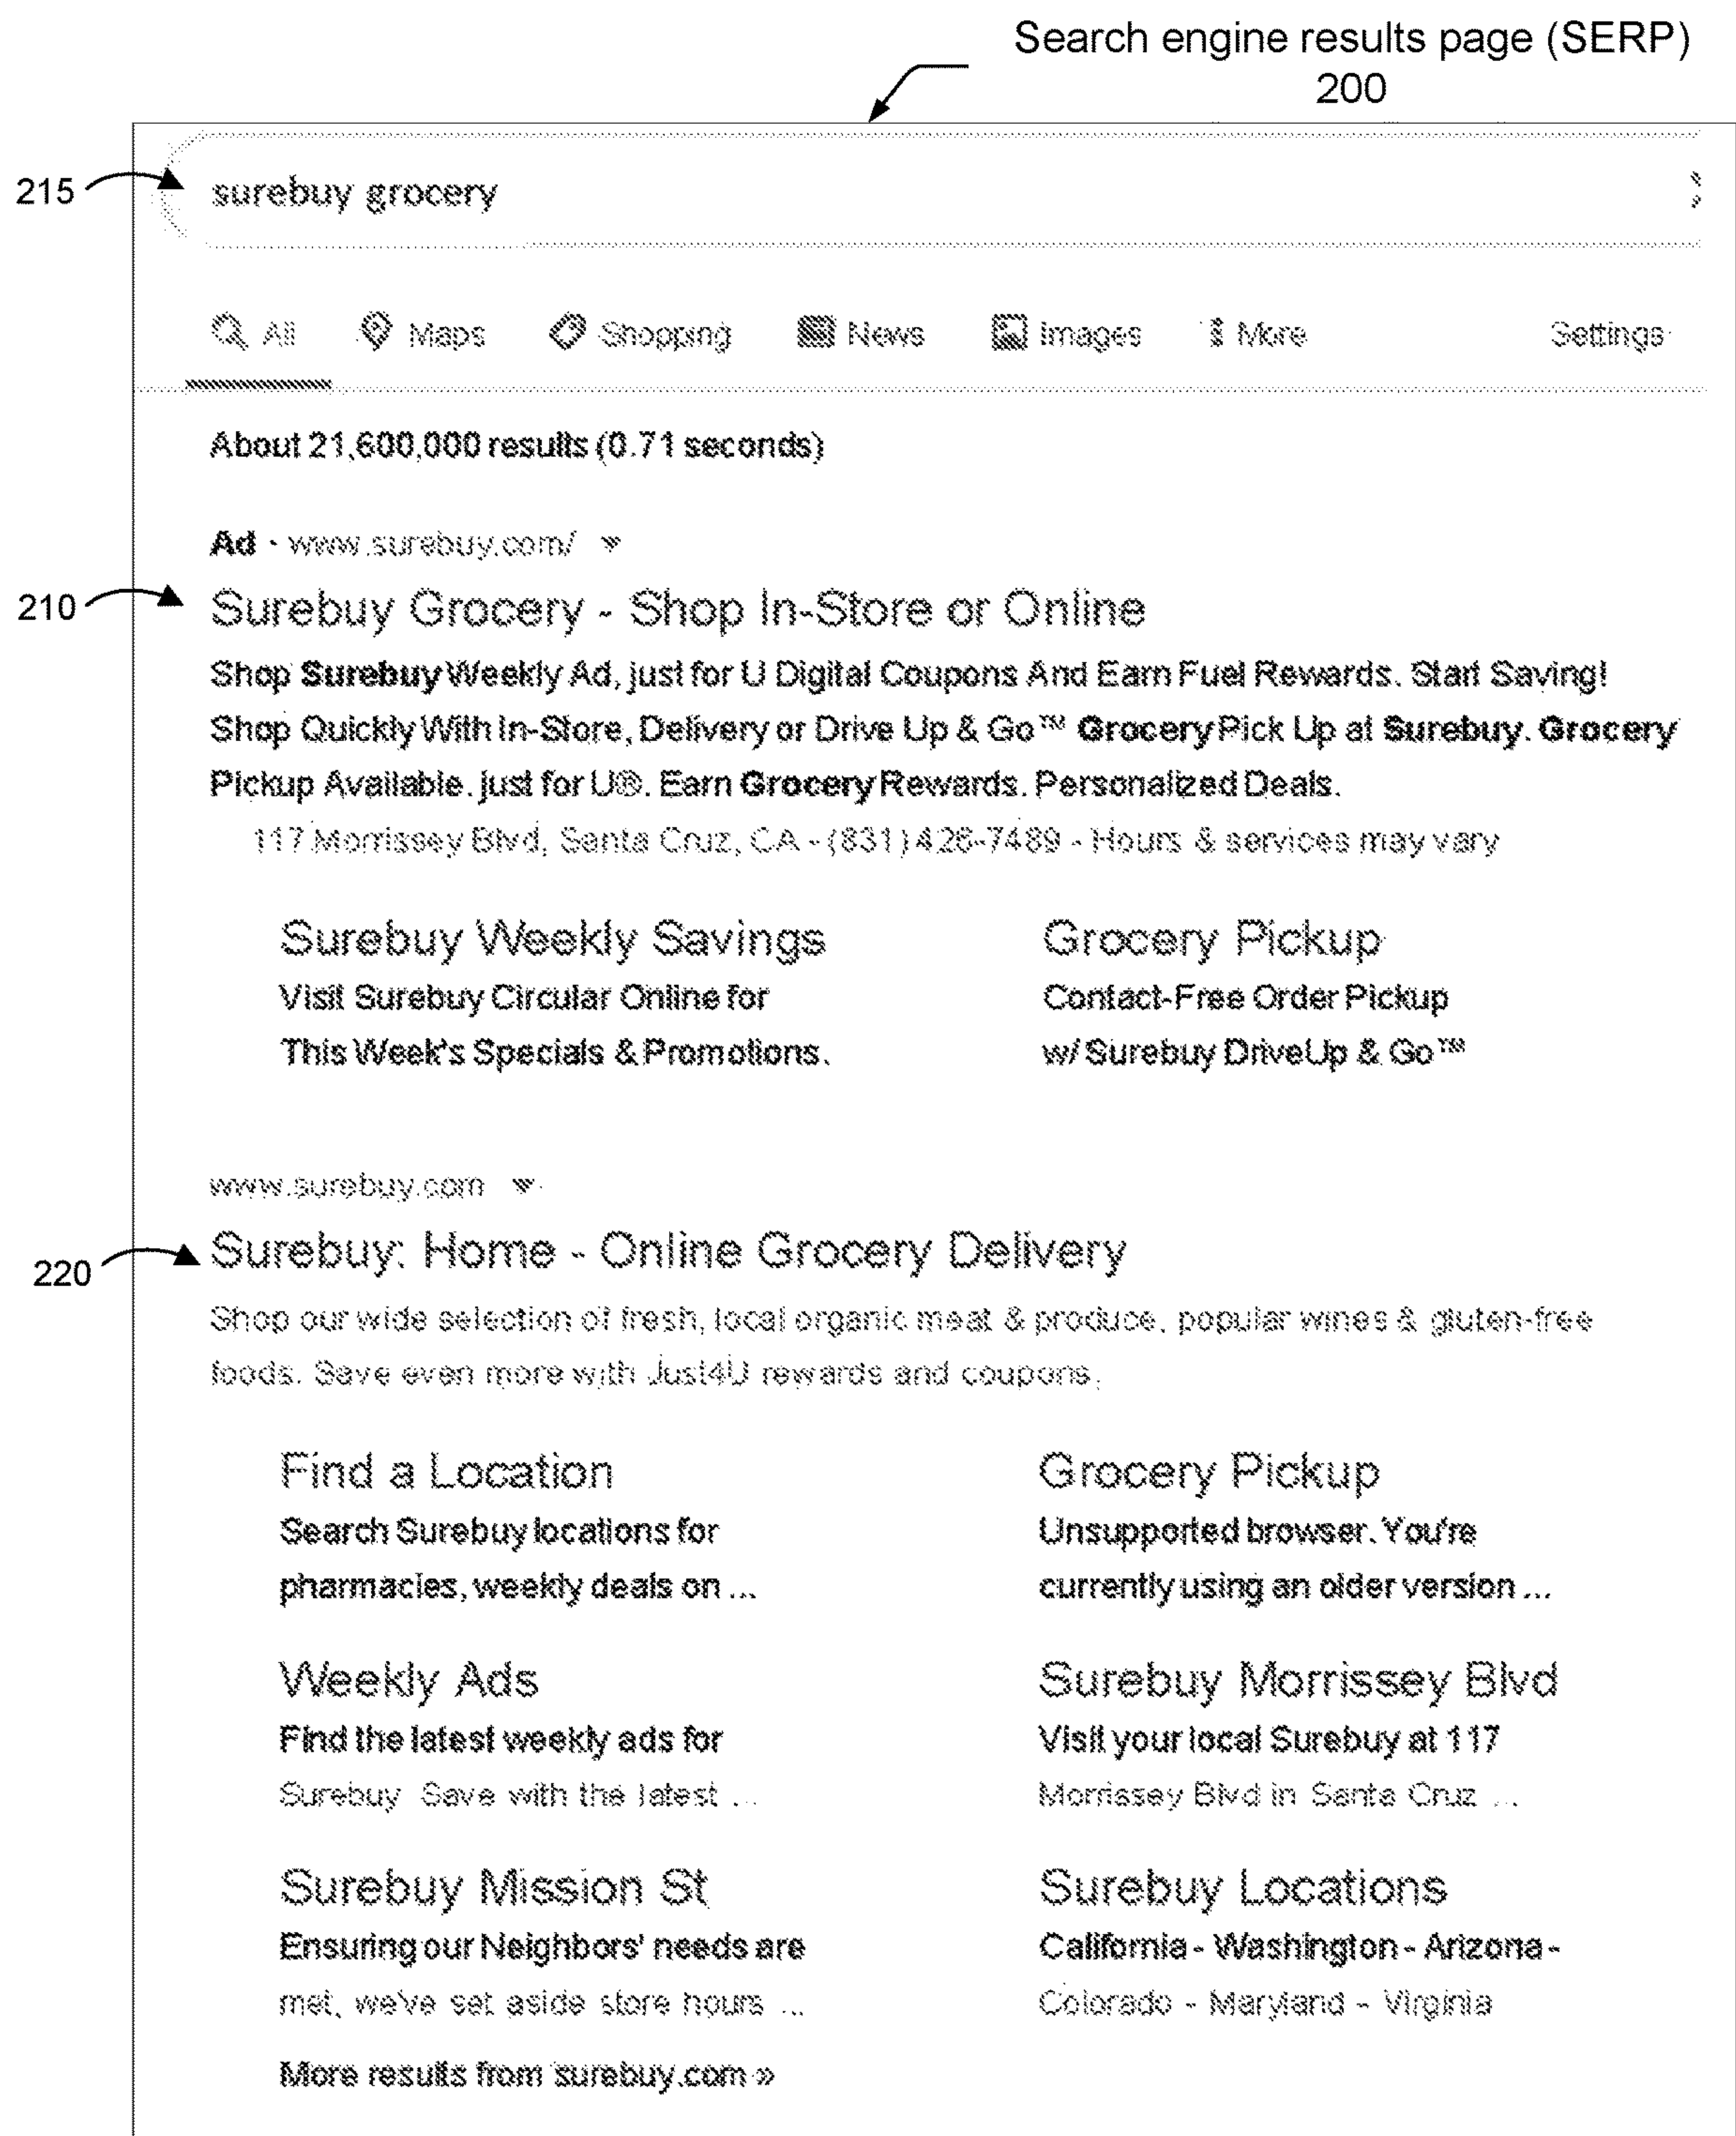 Search engine results page (SERP)
200
215
surebuy grocery
All Maps Shopping News Images More Settings
About 21,600,000 results (0.71 seconds)
Ad · www.surebuy.com/
210
Surebuy Grocery - Shop In-Store or Online
Shop Surebuy Weekly Ad, just for U Digital Coupons And Earn Fuel Rewards. Start Saving!
Shop Quickly With In-Store, Delivery or Drive Up & Go™ Grocery Pick Up at Surebuy. Grocery
Pickup Available. just for U®. Earn Grocery Rewards. Personalized Deals.
117 Morrissey Blvd, Santa Cruz, CA - (831) 426-7489 - Hours & services may vary
Surebuy Weekly Savings
Visit Surebuy Circular Online for
This Week's Specials & Promotions.
Grocery Pickup
Contact-Free Order Pickup
w/ Surebuy DriveUp & Go™
www.surebuy.com
220
Surebuy: Home - Online Grocery Delivery
Shop our wide selection of fresh, local organic meat & produce, popular wines & gluten-free
foods. Save even more with Just4U rewards and coupons.
Find a Location
Search Surebuy locations for
pharmacies, weekly deals on ...
Grocery Pickup
Unsupported browser. You're
currently using an older version ...
Weekly Ads
Find the latest weekly ads for
Surebuy Save with the latest ...
Surebuy Morrissey Blvd
Visit your local Surebuy at 117
Morrissey Blvd in Santa Cruz ...
Surebuy Mission St
Ensuring our Neighbors' needs are
met, we've set aside store hours ...
Surebuy Locations
California - Washington - Arizona -
Colorado - Maryland - Virginia
More results from surebuy.com »